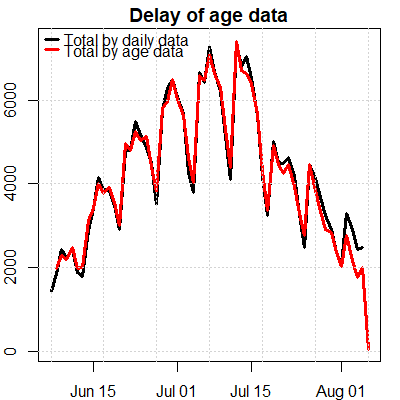 Delay of age data
Total by daily data
Total by age data
6000
4000
2000
0
Jun 15
Jul 01
Jul 15
Aug 01